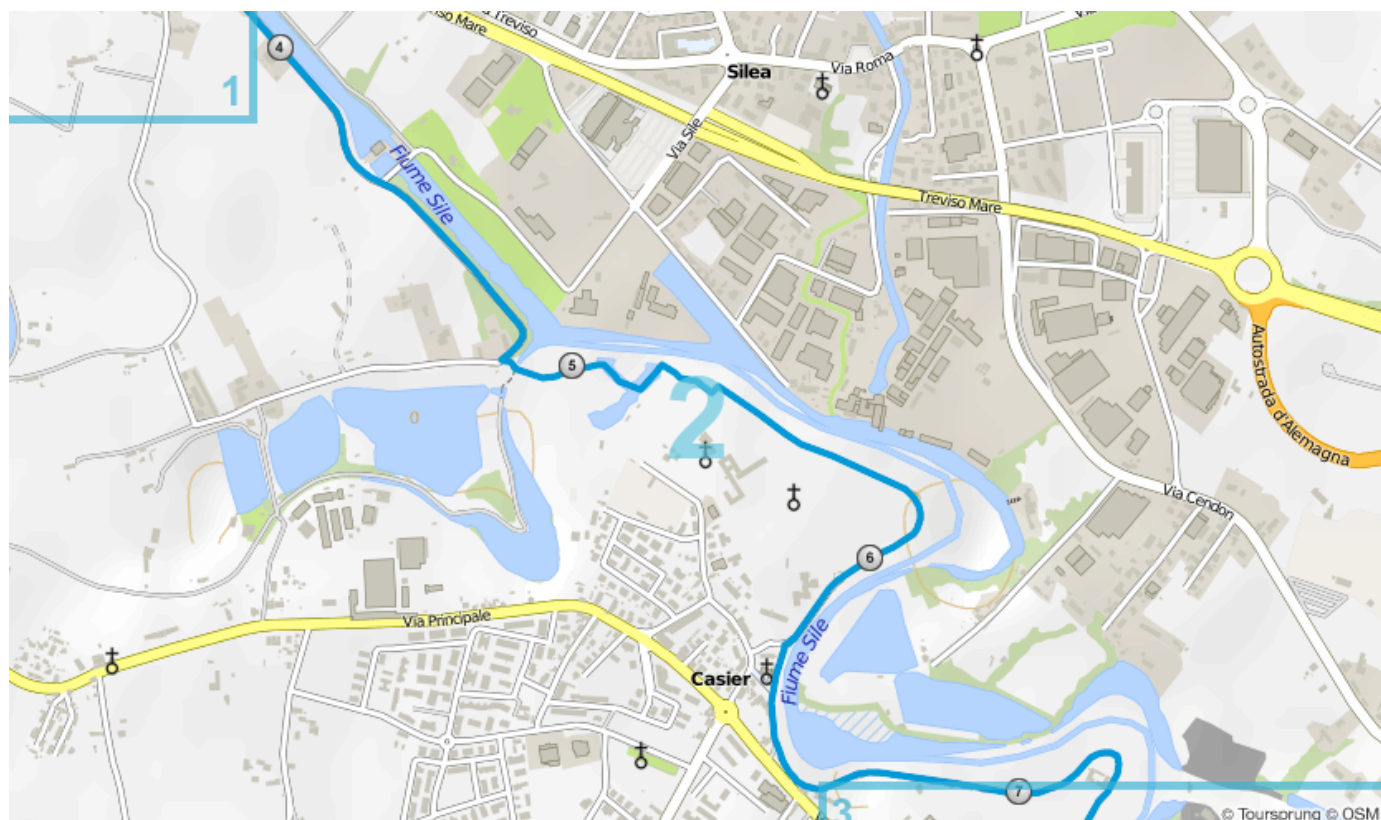 Via Treviso
Treviso Mare
4
1
Silea
Via Roma
Via Sile
Fiume Sile
Treviso Mare
Autostrada d'Alemagna
5
2
Via Cendon
6
Via Principale
Fiume Sile
Casier
7
3
© Toursprung © OSM